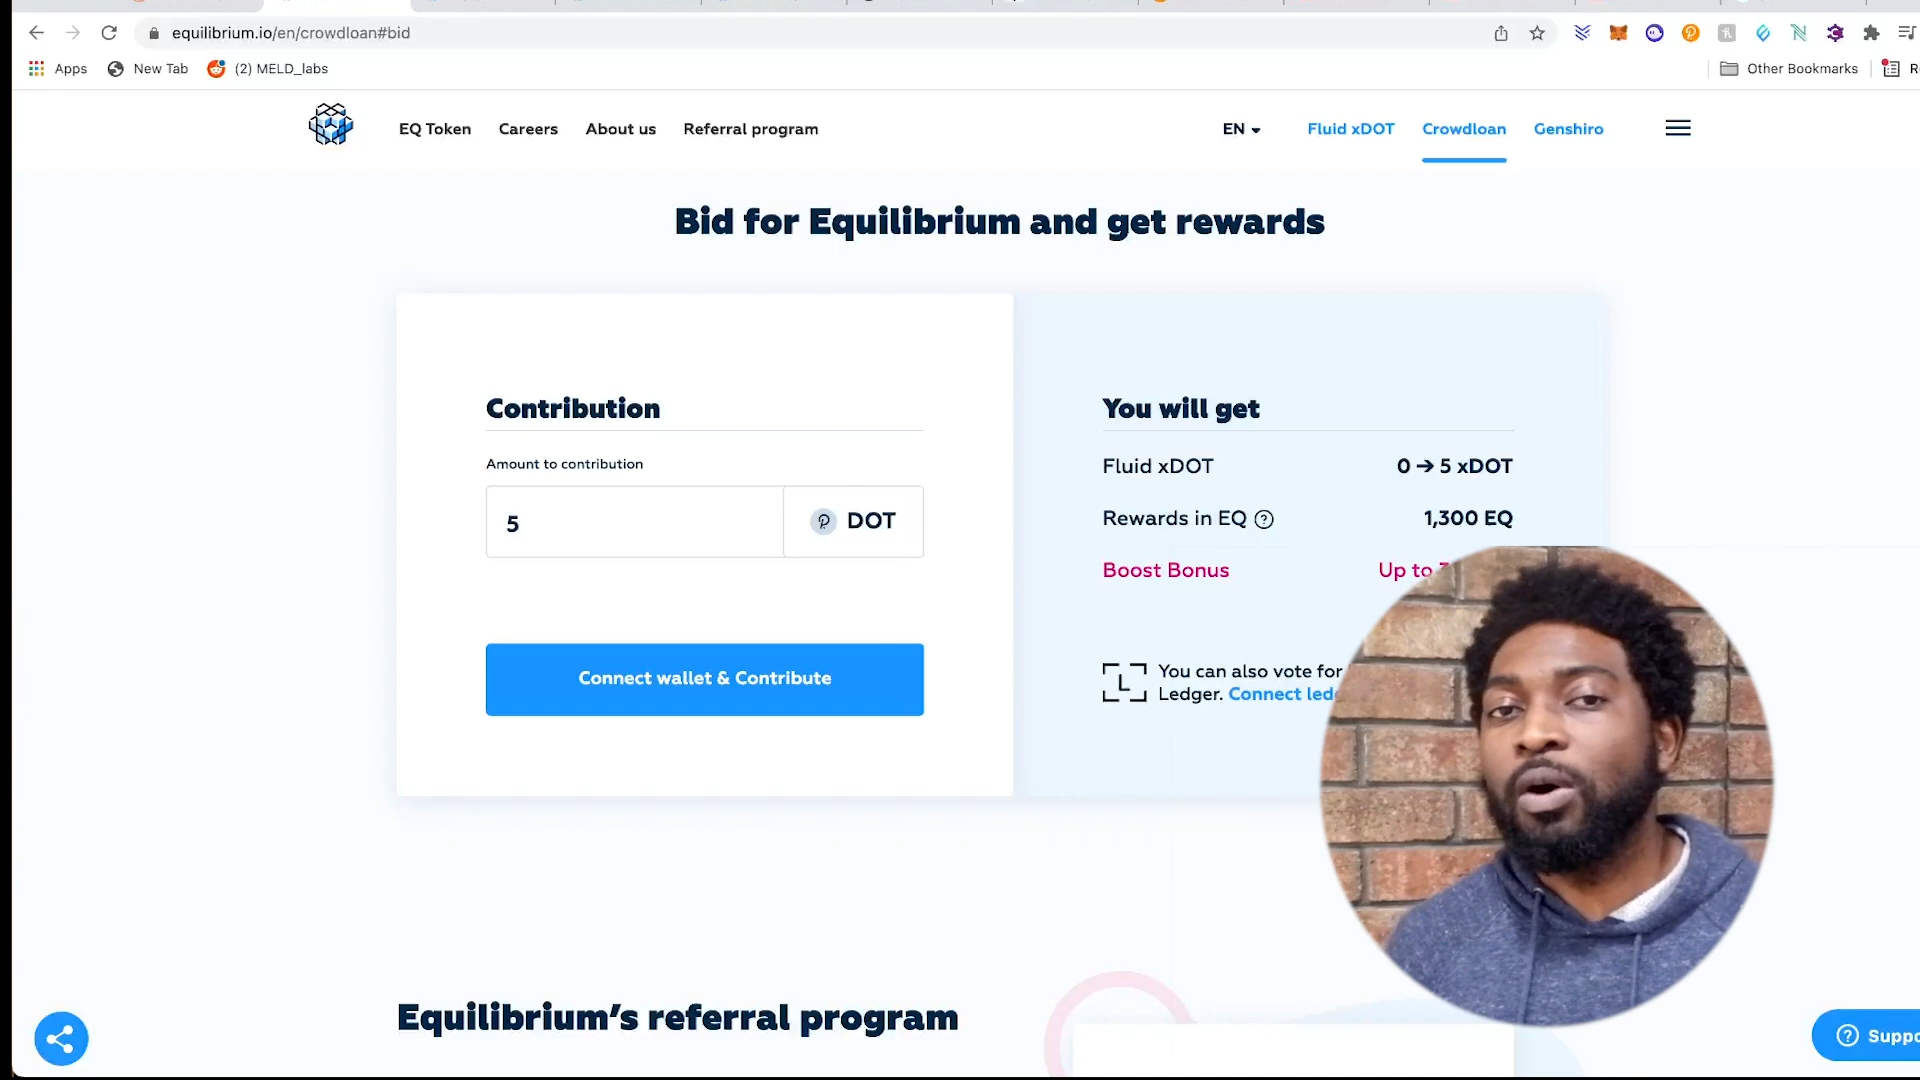 equilibrium.io/en/crowdloan#bid
Apps New Tab (2) MELD_labs Other Bookmarks
EQ Token Careers About us Referral program EN Fluid xDOT Crowdloan Genshiro
Bid for Equilibrium and get rewards
Contribution
Amount to contribution
5 DOT
Connect wallet & Contribute
You will get
Fluid xDOT 0 → 5 xDOT
Rewards in EQ ? 1,300 EQ
Boost Bonus Up to
You can also vote for
Ledger. Connect
Equilibrium’s referral program
? Suppo